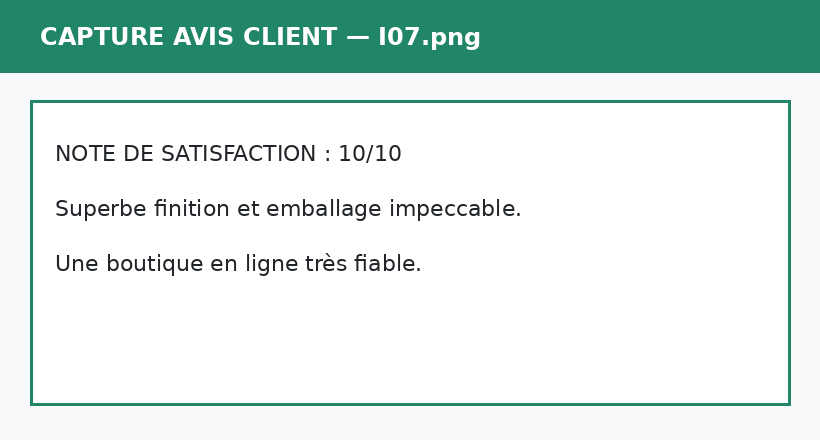 CAPTURE AVIS CLIENT — I07.png
NOTE DE SATISFACTION : 10/10
Superbe finition et emballage impeccable.
Une boutique en ligne très fiable.